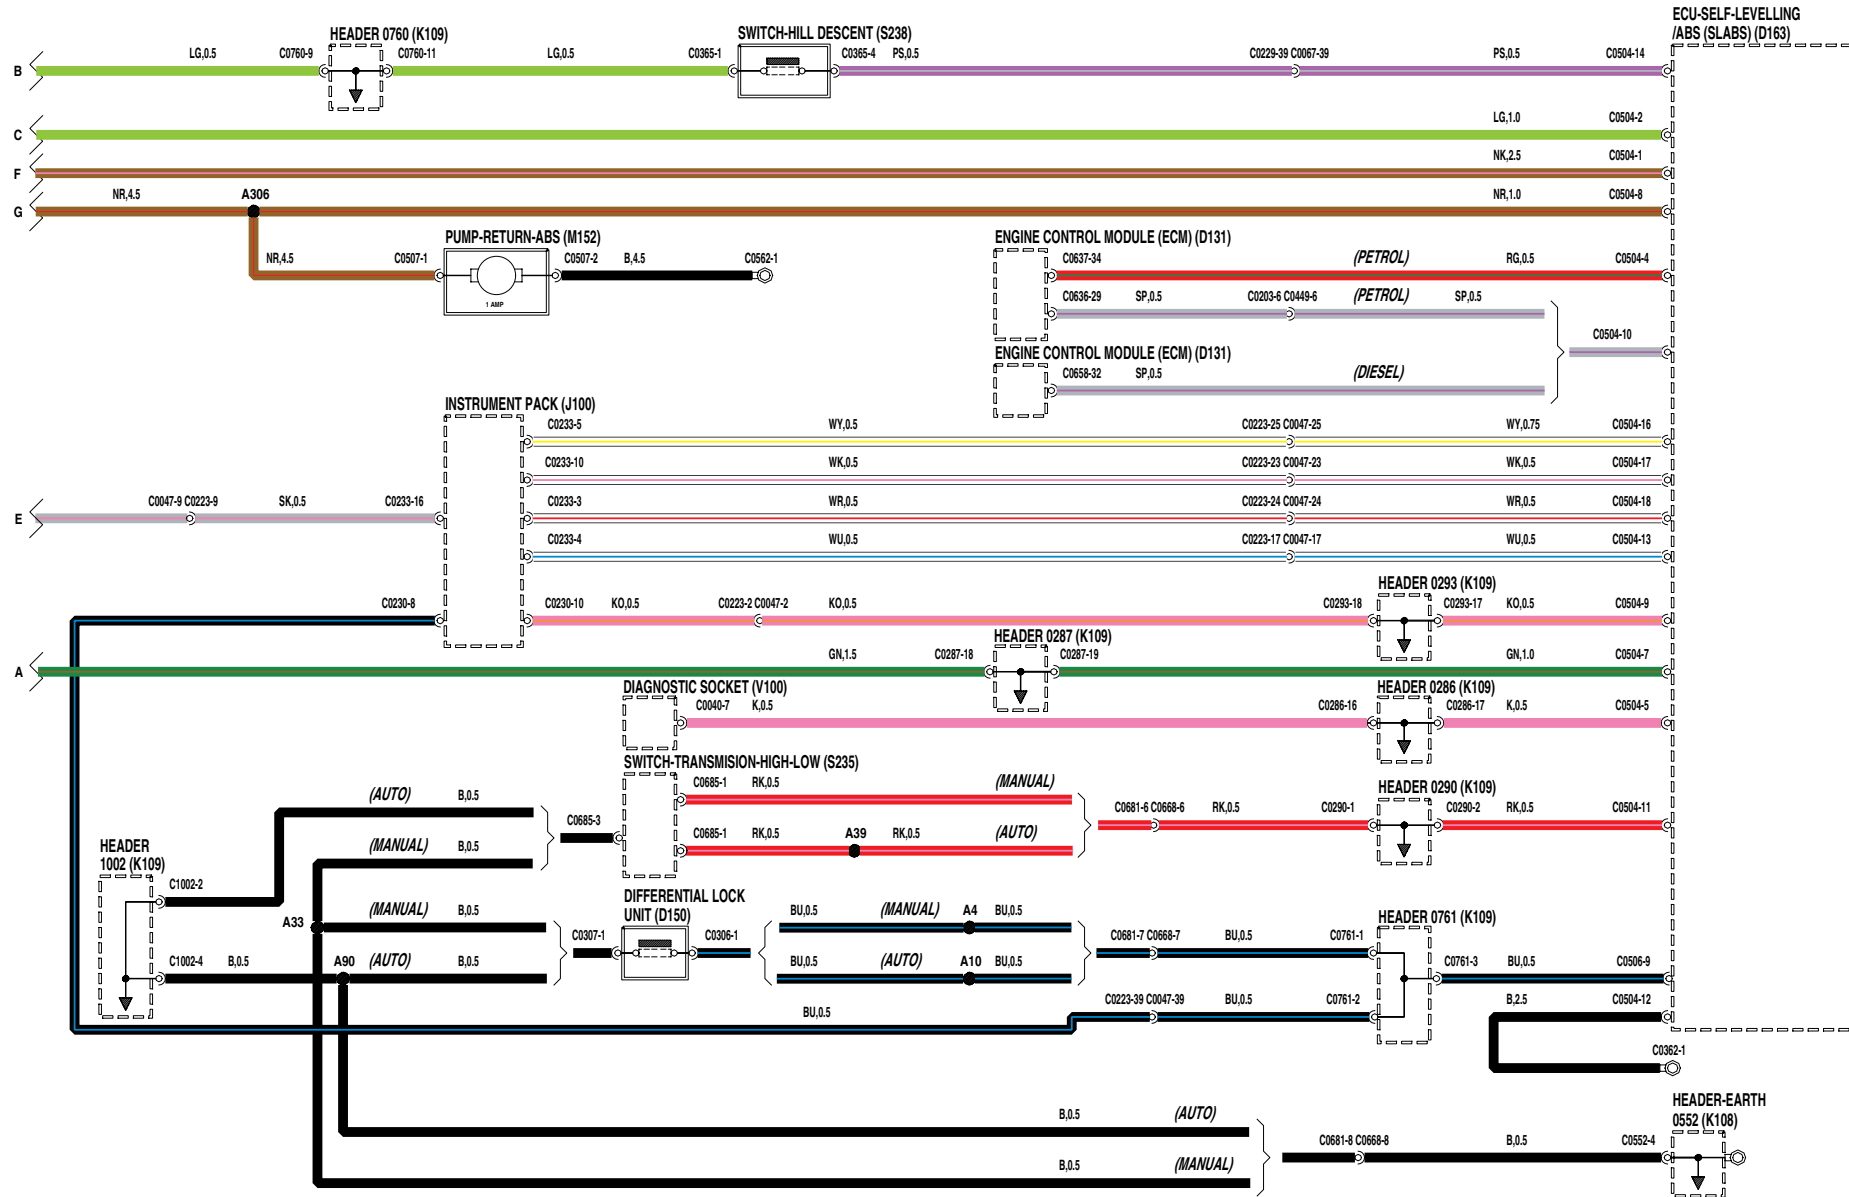 ECU-SELF-LEVELLING
/ABS (SLABS) (D163)
HEADER 0760 (K109)
SWITCH-HILL DESCENT (S238)
B LG,0.5 C0760-9 C0760-11 LG,0.5 C0365-1 C0365-4 PS,0.5 C0229-39 C0067-39 PS,0.5 C0504-14
C LG,1.0 C0504-2
F NK,2.5 C0504-1
G NR,4.5 A306 NR,1.0 C0504-8
PUMP-RETURN-ABS (M152)
NR,4.5 C0507-1 C0507-2 B,4.5 C0562-1
1 AMP
ENGINE CONTROL MODULE (ECM) (D131)
C0637-34 (PETROL) RG,0.5 C0504-4
C0636-29 SP,0.5 C0203-6 C0449-6 (PETROL) SP,0.5
C0504-10
ENGINE CONTROL MODULE (ECM) (D131)
C0658-32 SP,0.5 (DIESEL)
INSTRUMENT PACK (J100)
C0233-5 WY,0.5 C0223-25 C0047-25 WY,0.75 C0504-16
C0233-10 WK,0.5 C0223-23 C0047-23 WK,0.5 C0504-17
E C0047-9 C0223-9 SK,0.5 C0233-16 C0233-3 WR,0.5 C0223-24 C0047-24 WR,0.5 C0504-18
C0233-4 WU,0.5 C0223-17 C0047-17 WU,0.5 C0504-13
HEADER 0293 (K109)
C0230-8 C0230-10 KO,0.5 C0223-2 C0047-2 KO,0.5 C0293-18 C0293-17 KO,0.5 C0504-9
HEADER 0287 (K109)
A GN,1.5 C0287-18 C0287-19 GN,1.0 C0504-7
DIAGNOSTIC SOCKET (V100)
HEADER 0286 (K109)
C0040-7 K,0.5 C0286-16 C0286-17 K,0.5 C0504-5
SWITCH-TRANSMISION-HIGH-LOW (S235)
C0685-1 RK,0.5 (MANUAL)
HEADER 0290 (K109)
(AUTO) B,0.5
C0681-6 C0668-6 RK,0.5 C0290-1 C0290-2 RK,0.5 C0504-11
C0685-3
C0685-1 RK,0.5 A39 RK,0.5 (AUTO)
(MANUAL) B,0.5
HEADER
1002 (K109)
C1002-2
DIFFERENTIAL LOCK
UNIT (D150)
A33 (MANUAL) B,0.5
BU,0.5 (MANUAL) A4 BU,0.5
HEADER 0761 (K109)
C0307-1 C0306-1
C0681-7 C0668-7 BU,0.5 C0761-1
C1002-4 B,0.5 A90 (AUTO) B,0.5
BU,0.5 (AUTO) A10 BU,0.5
C0761-3 BU,0.5 C0506-9
C0223-39 C0047-39 BU,0.5 C0761-2
B,2.5 C0504-12
BU,0.5
C0362-1
HEADER-EARTH
0552 (K108)
B,0.5 (AUTO)
C0681-8 C0668-8 B,0.5 C0552-4
B,0.5 (MANUAL)